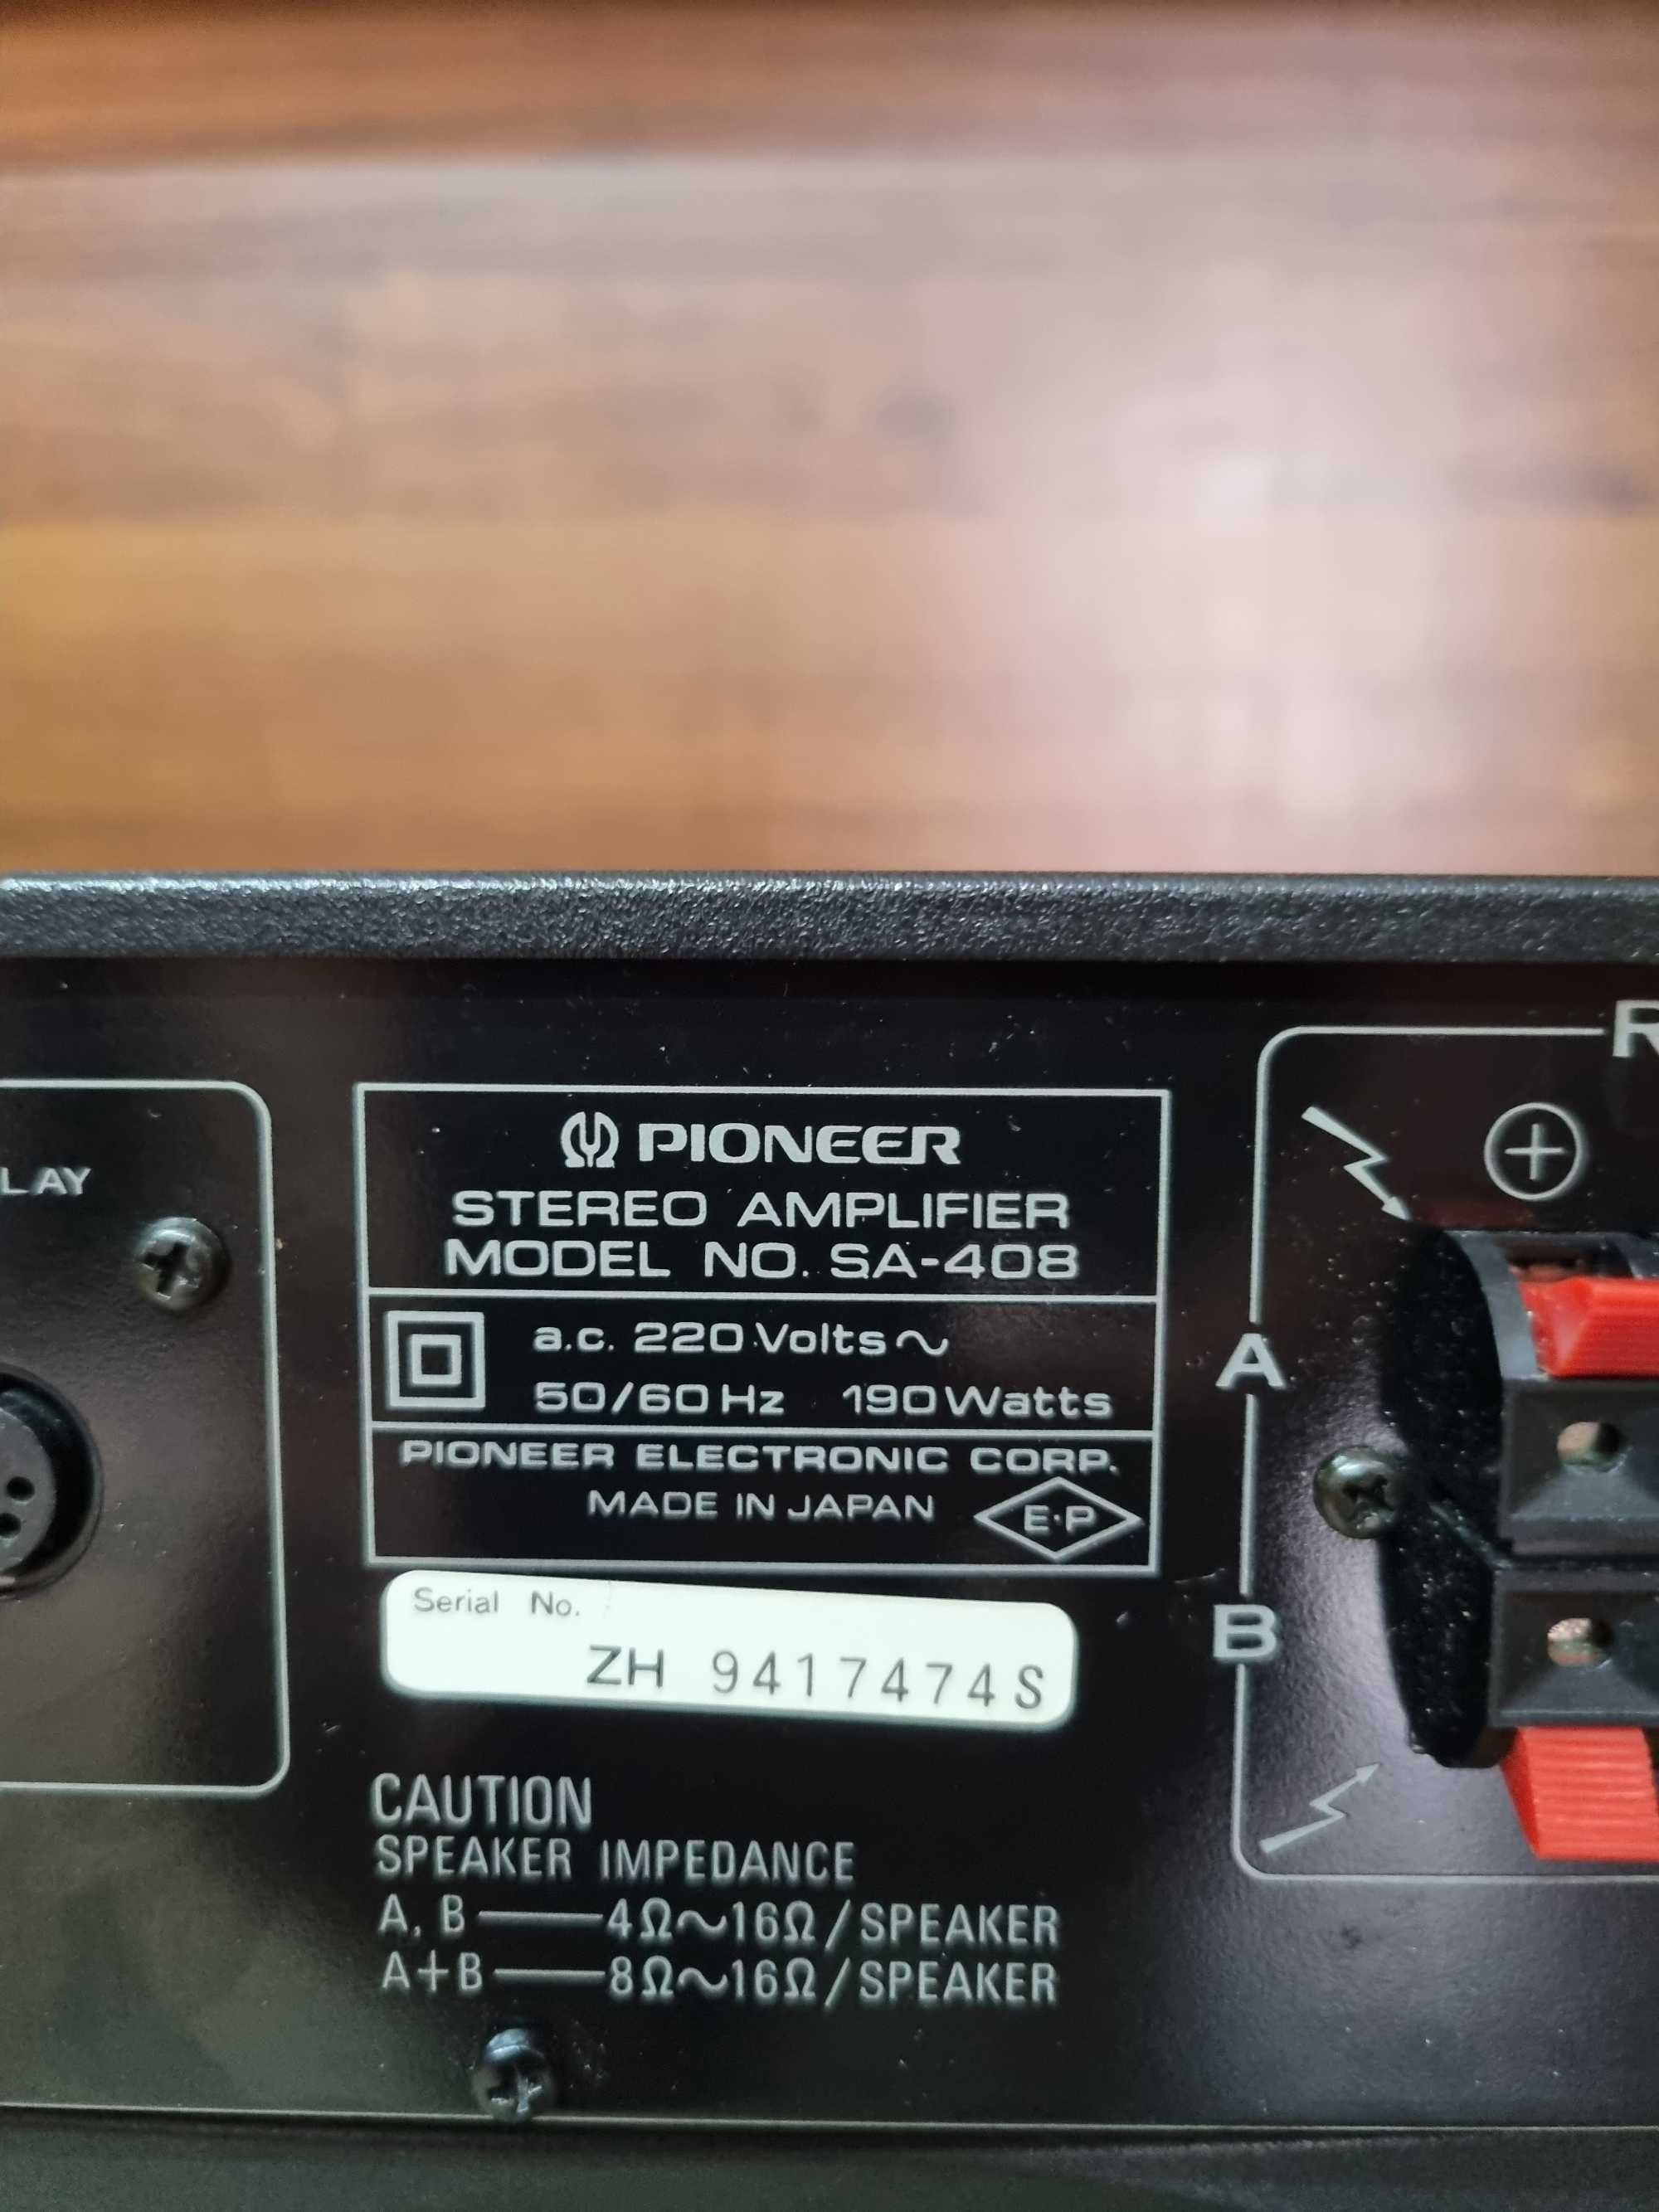 PIONEER
STEREO AMPLIFIER
MODEL NO. SA-408
a.c. 220 Volts ~
50/60 Hz 190 Watts
PIONEER ELECTRONIC CORP.
MADE IN JAPAN E·P
Serial No.
ZH 9417474S
CAUTION
SPEAKER IMPEDANCE
A, B — 4Ω~16Ω/SPEAKER
A+B — 8Ω~16Ω/SPEAKER
LAY
R
+
A
B